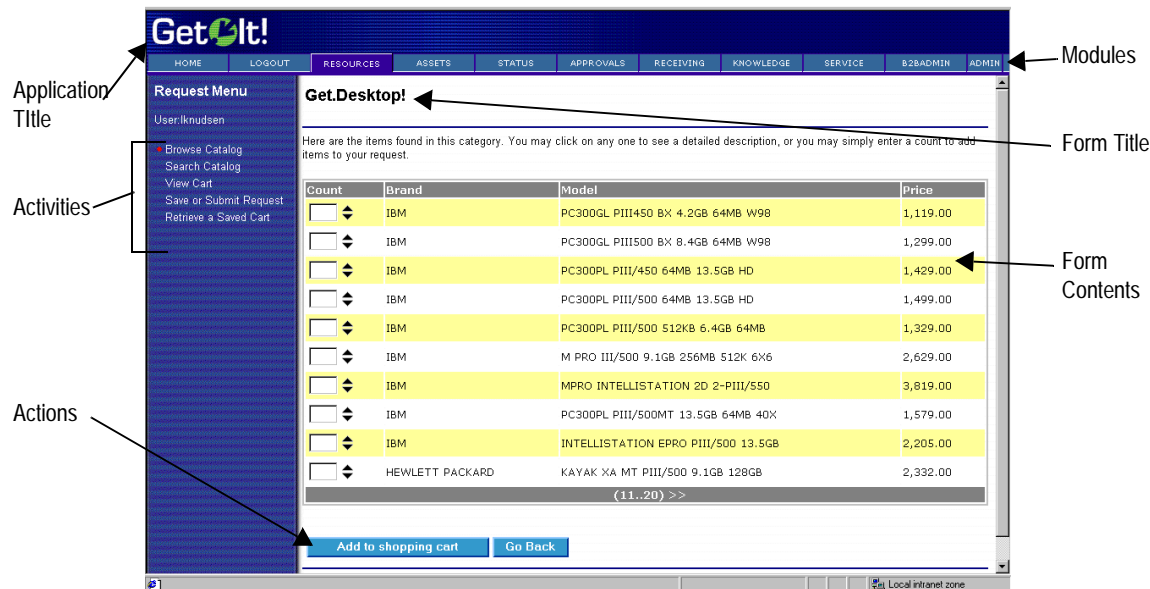 Get It!
HOME LOGOUT RESOURCES ASSETS STATUS APPROVALS RECEIVING KNOWLEDGE SERVICE B2BADMIN ADMIN
Modules
Application
TItle
Request Menu
User:lknudsen
Browse Catalog
Search Catalog
View Cart
Save or Submit Request
Retrieve a Saved Cart
Activities
Get.Desktop!
Form Title
Here are the items found in this category. You may click on any one to see a detailed description, or you may simply enter a count to add
items to your request.
Count Brand Model Price
IBM PC300GL PIII450 BX 4.2GB 64MB W98 1,119.00
IBM PC300GL PIII500 BX 8.4GB 64MB W98 1,299.00
IBM PC300PL PIII/450 64MB 13.5GB HD 1,429.00
IBM PC300PL PIII/500 64MB 13.5GB HD 1,499.00
IBM PC300PL PIII/500 512KB 6.4GB 64MB 1,329.00
IBM M PRO III/500 9.1GB 256MB 512K 6X6 2,629.00
IBM MPRO INTELLISTATION 2D 2-PIII/550 3,819.00
IBM PC300PL PIII/500MT 13.5GB 64MB 40X 1,579.00
IBM INTELLISTATION EPRO PIII/500 13.5GB 2,205.00
HEWLETT PACKARD KAYAK XA MT PIII/500 9.1GB 128GB 2,332.00
(11..20) >>
Form
Contents
Actions
Add to shopping cart Go Back
Local intranet zone